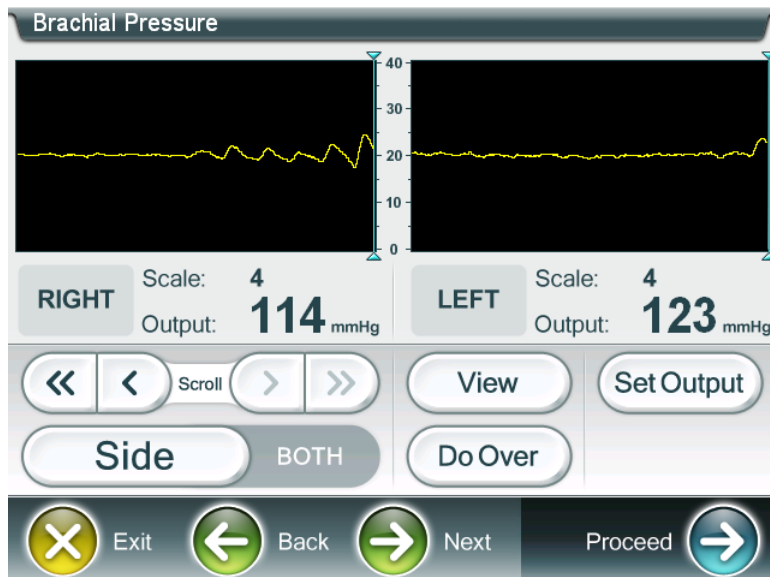 Brachial Pressure
40
30
20
10
0
RIGHT
Scale: 4
Output: 114 mmHg
LEFT
Scale: 4
Output: 123 mmHg
<< < Scroll > >>
View
Set Output
Side BOTH
Do Over
Exit
Back
Next
Proceed